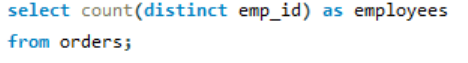 select count(distinct emp_id) as employees
from orders;